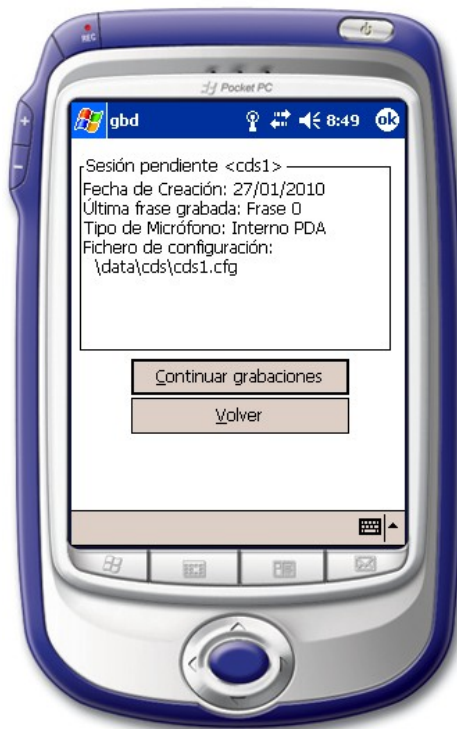 REC
Pocket PC
gbd 8:49 ok
Sesión pendiente <cds1>
Fecha de Creación: 27/01/2010
Última frase grabada: Frase 0
Tipo de Micrófono: Interno PDA
Fichero de configuración:
\data\cds\cds1.cfg
Continuar grabaciones
Volver